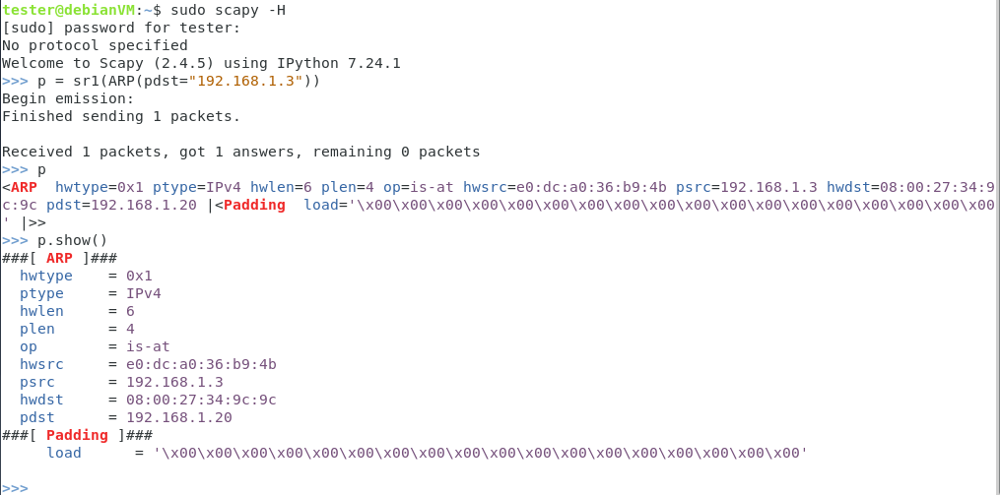 tester@debianVM:~$ sudo scapy -H
[sudo] password for tester:
No protocol specified
Welcome to Scapy (2.4.5) using IPython 7.24.1
>>> p = sr1(ARP(pdst="192.168.1.3"))
Begin emission:
Finished sending 1 packets.

Received 1 packets, got 1 answers, remaining 0 packets
>>> p
<ARP  hwtype=0x1 ptype=IPv4 hwlen=6 plen=4 op=is-at hwsrc=e0:dc:a0:36:b9:4b psrc=192.168.1.3 hwdst=08:00:27:34:9
c:9c pdst=192.168.1.20 |<Padding  load='\x00\x00\x00\x00\x00\x00\x00\x00\x00\x00\x00\x00\x00\x00\x00\x00\x00\x00
' |>>
>>> p.show()
###[ ARP ]###
  hwtype    = 0x1
  ptype     = IPv4
  hwlen     = 6
  plen      = 4
  op        = is-at
  hwsrc     = e0:dc:a0:36:b9:4b
  psrc      = 192.168.1.3
  hwdst     = 08:00:27:34:9c:9c
  pdst      = 192.168.1.20
###[ Padding ]###
     load      = '\x00\x00\x00\x00\x00\x00\x00\x00\x00\x00\x00\x00\x00\x00\x00\x00\x00\x00'

>>>